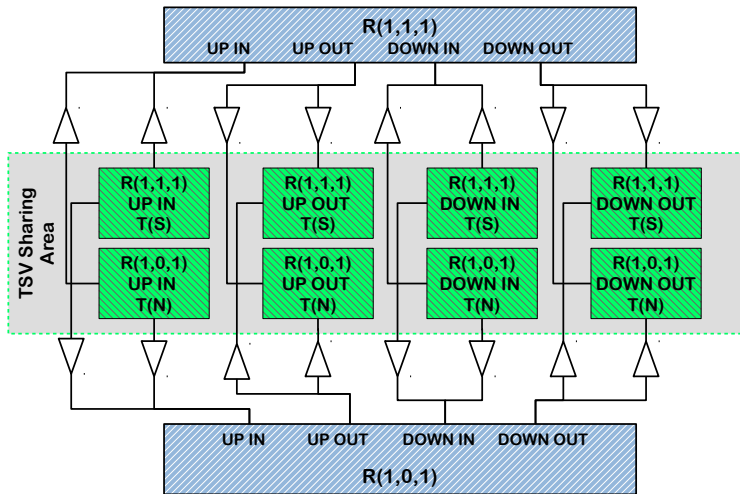 R(1,1,1)
UP IN UP OUT DOWN IN DOWN OUT
TSV Sharing
Area
R(1,1,1)
UP IN
T(S)
R(1,1,1)
UP OUT
T(S)
R(1,1,1)
DOWN IN
T(S)
R(1,1,1)
DOWN OUT
T(S)
R(1,0,1)
UP IN
T(N)
R(1,0,1)
UP OUT
T(N)
R(1,0,1)
DOWN IN
T(N)
R(1,0,1)
DOWN OUT
T(N)
UP IN UP OUT DOWN IN DOWN OUT
R(1,0,1)